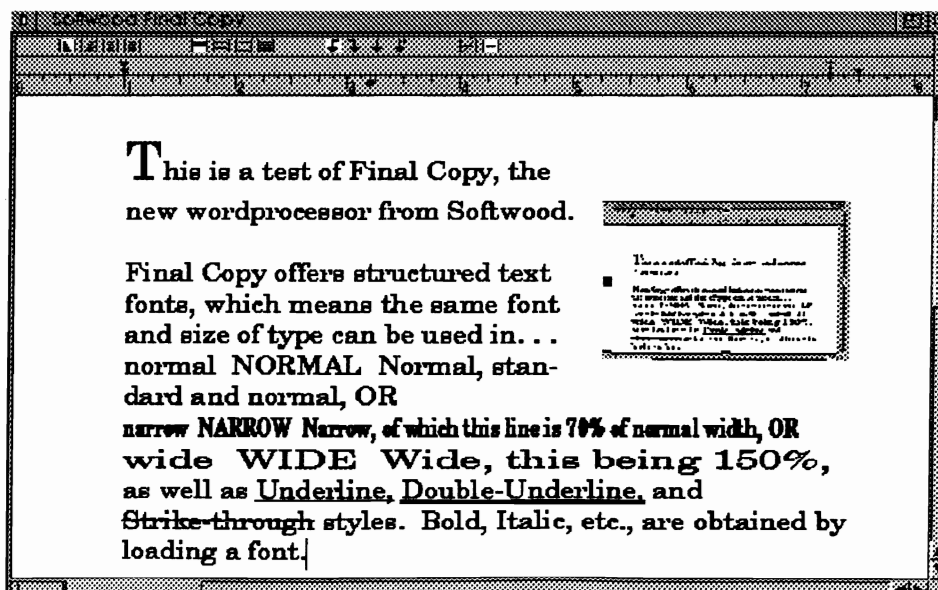 Softwood Final Copy
This is a test of Final Copy, the
new wordprocessor from Softwood.
Final Copy offers structured text
fonts, which means the same font
and size of type can be used in...
normal NORMAL Normal, stan-
dard and normal, OR
narrow NARROW Narrow, of which this line is 70% of normal width, OR
wide WIDE Wide, this being 150%,
as well as Underline, Double-Underline, and
Strike-through styles. Bold, Italic, etc., are obtained by
loading a font.